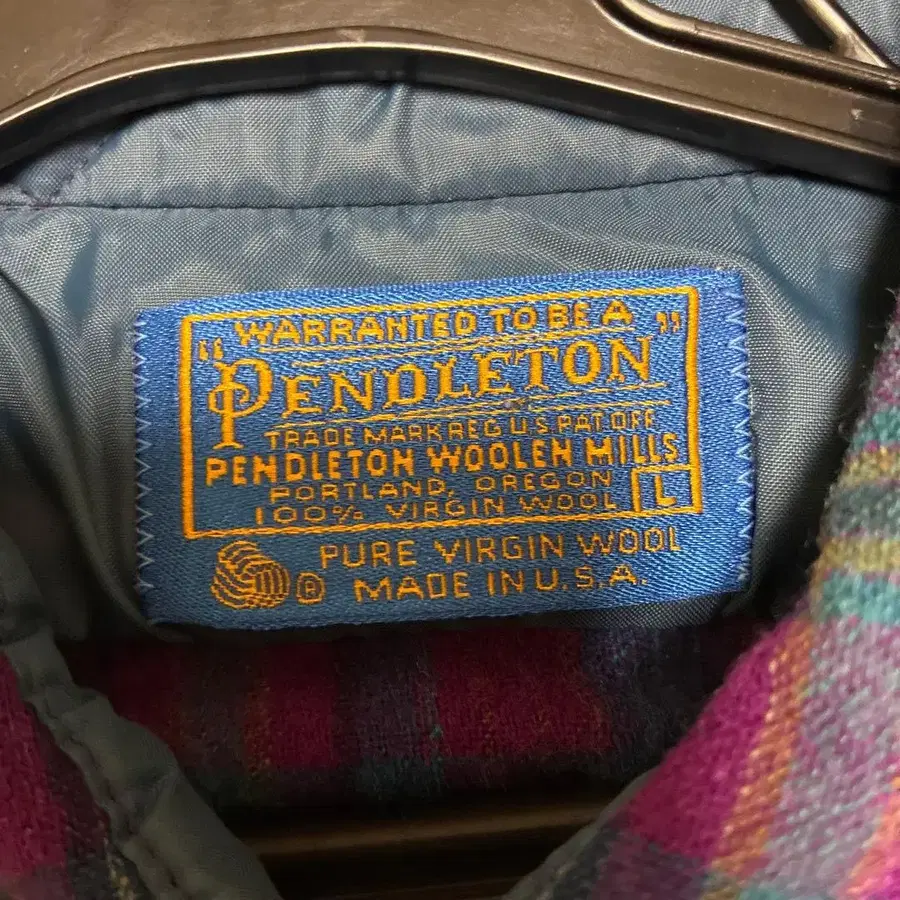 WARRANTED TO BE A
"PENDLETON"
TRADE MARK REG U.S. PAT. OFF.
PENDLETON WOOLEN MILLS
PORTLAND, OREGON
100% VIRGIN WOOL L
PURE VIRGIN WOOL
® MADE IN U.S.A.